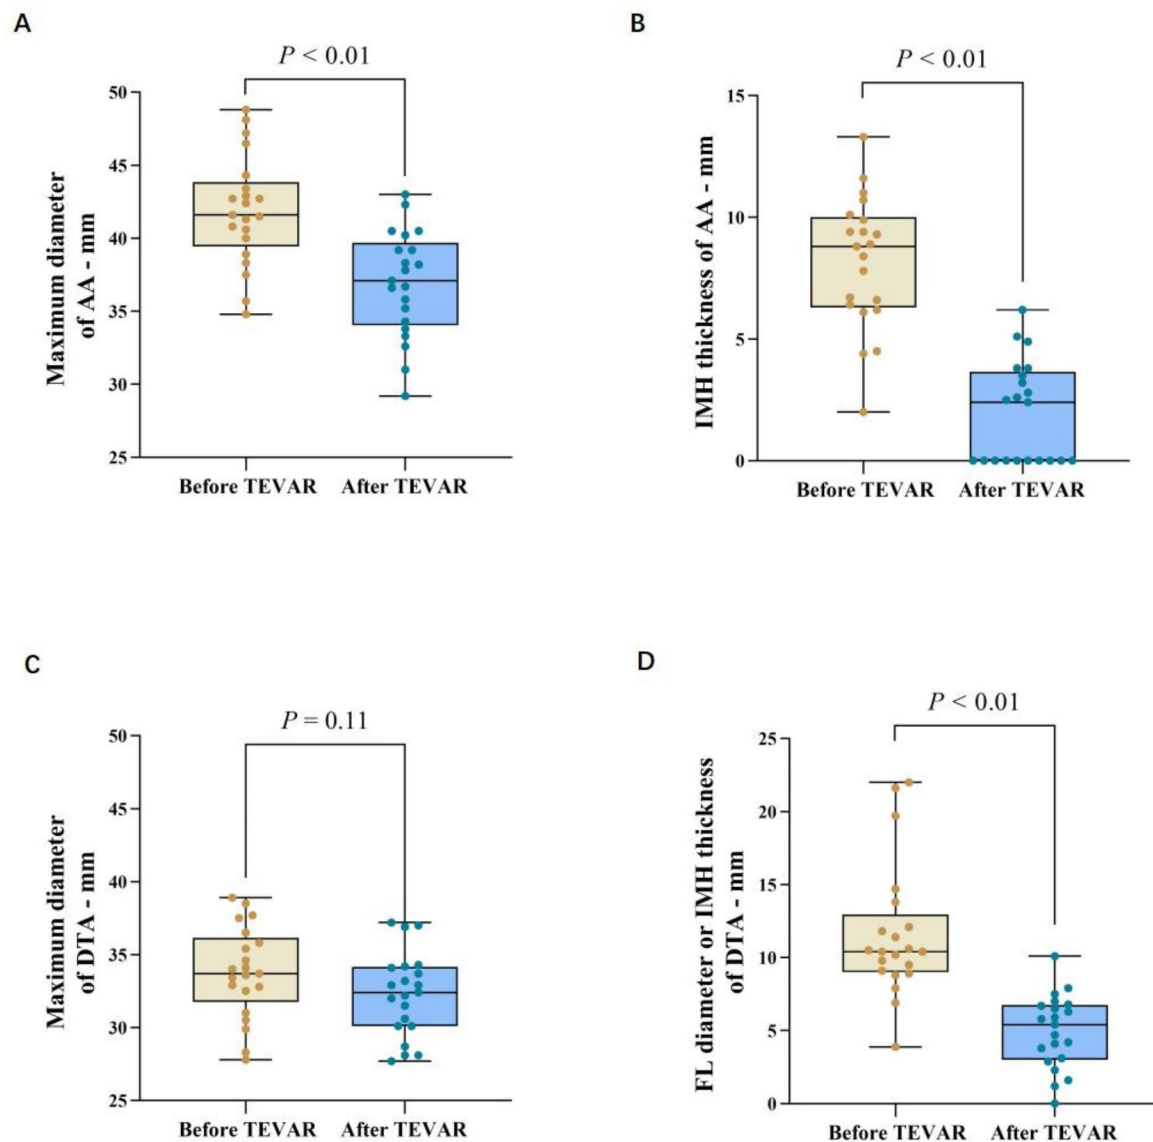 A
P < 0.01
Maximum diameter
of AA - mm
50
45
40
35
30
25
Before TEVAR
After TEVAR
B
P < 0.01
IMH thickness of AA - mm
15
10
5
0
Before TEVAR
After TEVAR
C
P = 0.11
Maximum diameter
of DTA - mm
50
45
40
35
30
25
Before TEVAR
After TEVAR
D
P < 0.01
FL diameter or IMH thickness
of DTA - mm
25
20
15
10
5
0
Before TEVAR
After TEVAR